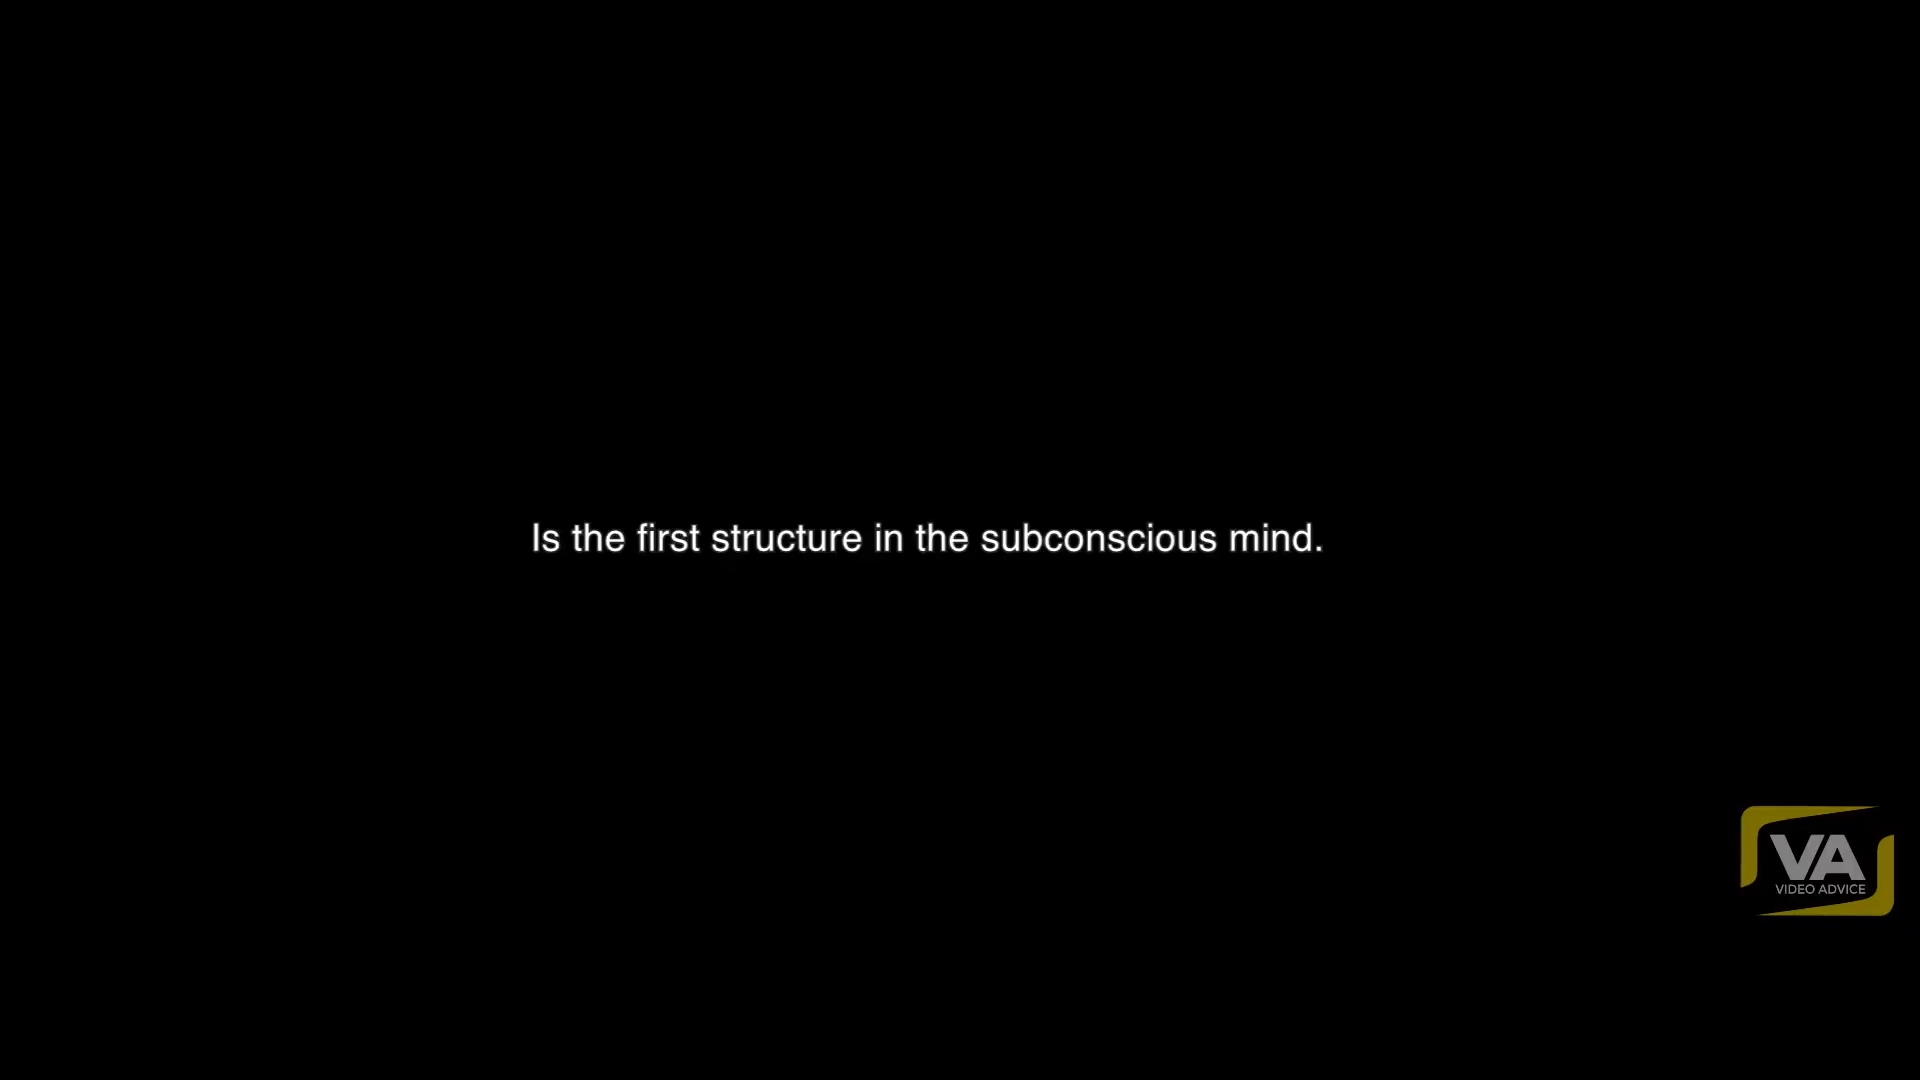 Is the first structure in the subconscious mind.
VA
VIDEO ADVICE